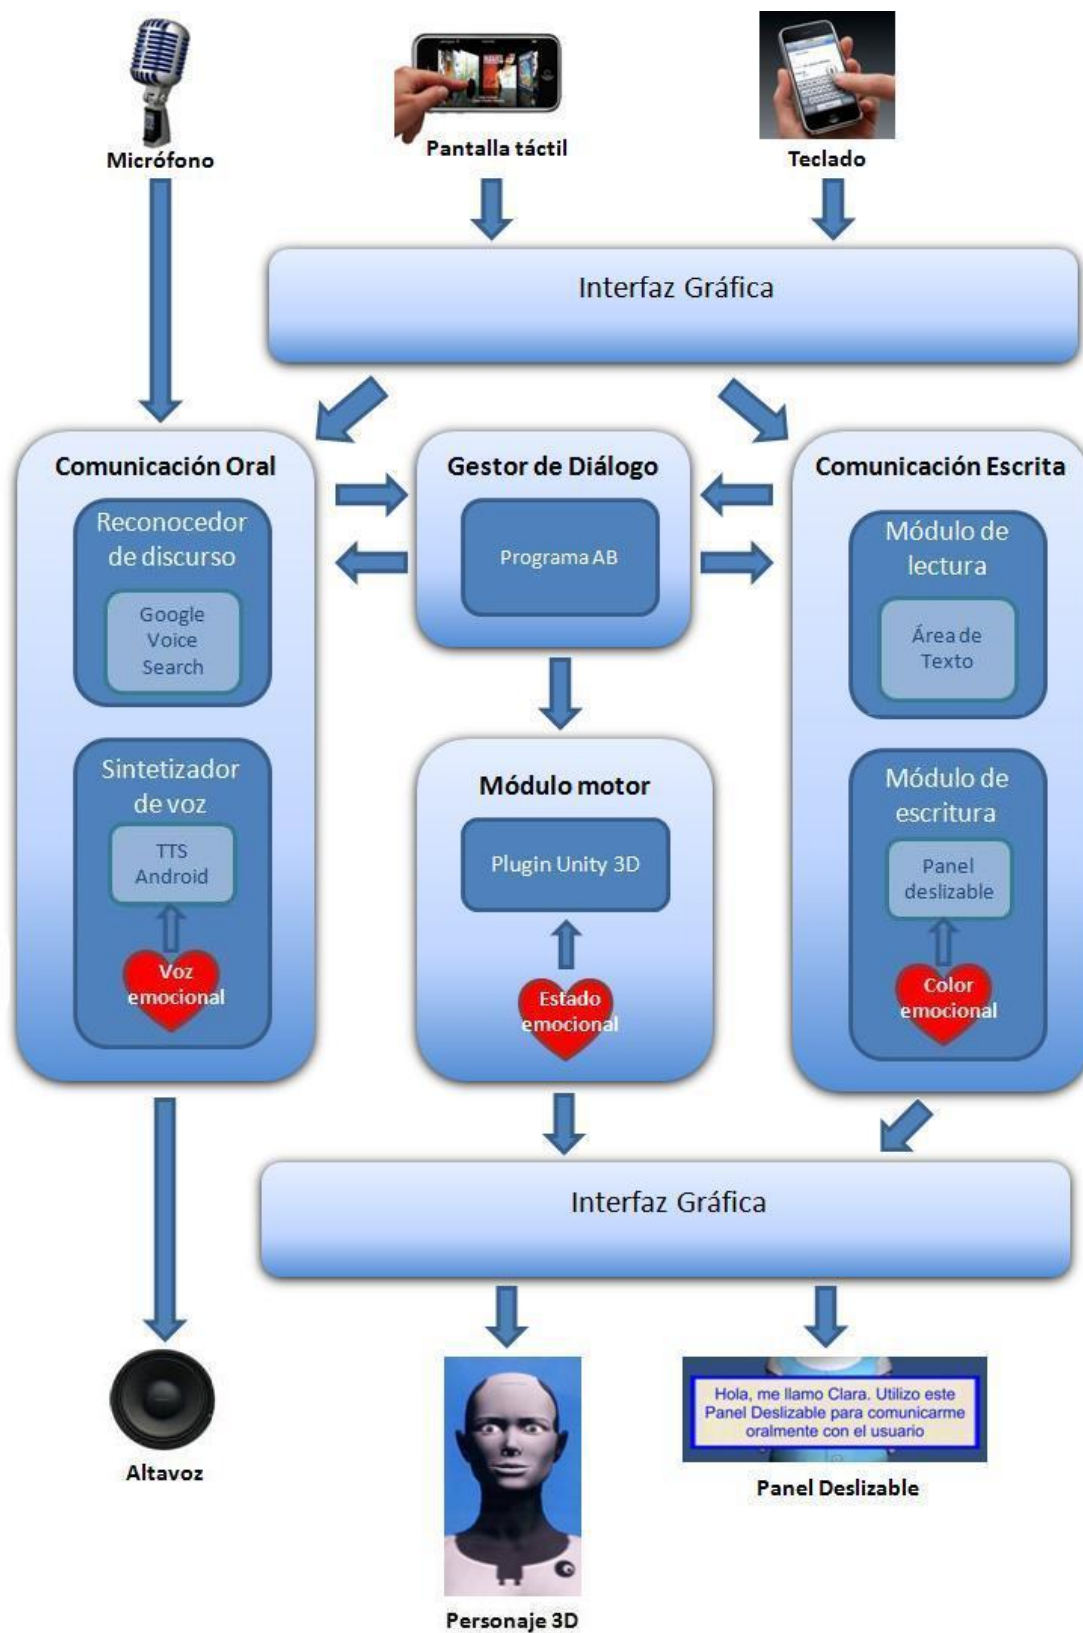 Micrófono
Pantalla táctil
Teclado
Interfaz Gráfica
Comunicación Oral
Reconocedor
de discurso
Google
Voice
Search
Sintetizador
de voz
TTS
Android
Voz
emocional
Gestor de Diálogo
Programa AB
Módulo motor
Plugin Unity 3D
Estado
emocional
Comunicación Escrita
Módulo de
lectura
Área de
Texto
Módulo de
escritura
Panel
deslizable
Color
emocional
Interfaz Gráfica
Altavoz
Personaje 3D
Hola, me llamo Clara. Utilizo este
Panel Deslizable para comunicarme
oralmente con el usuario
Panel Deslizable